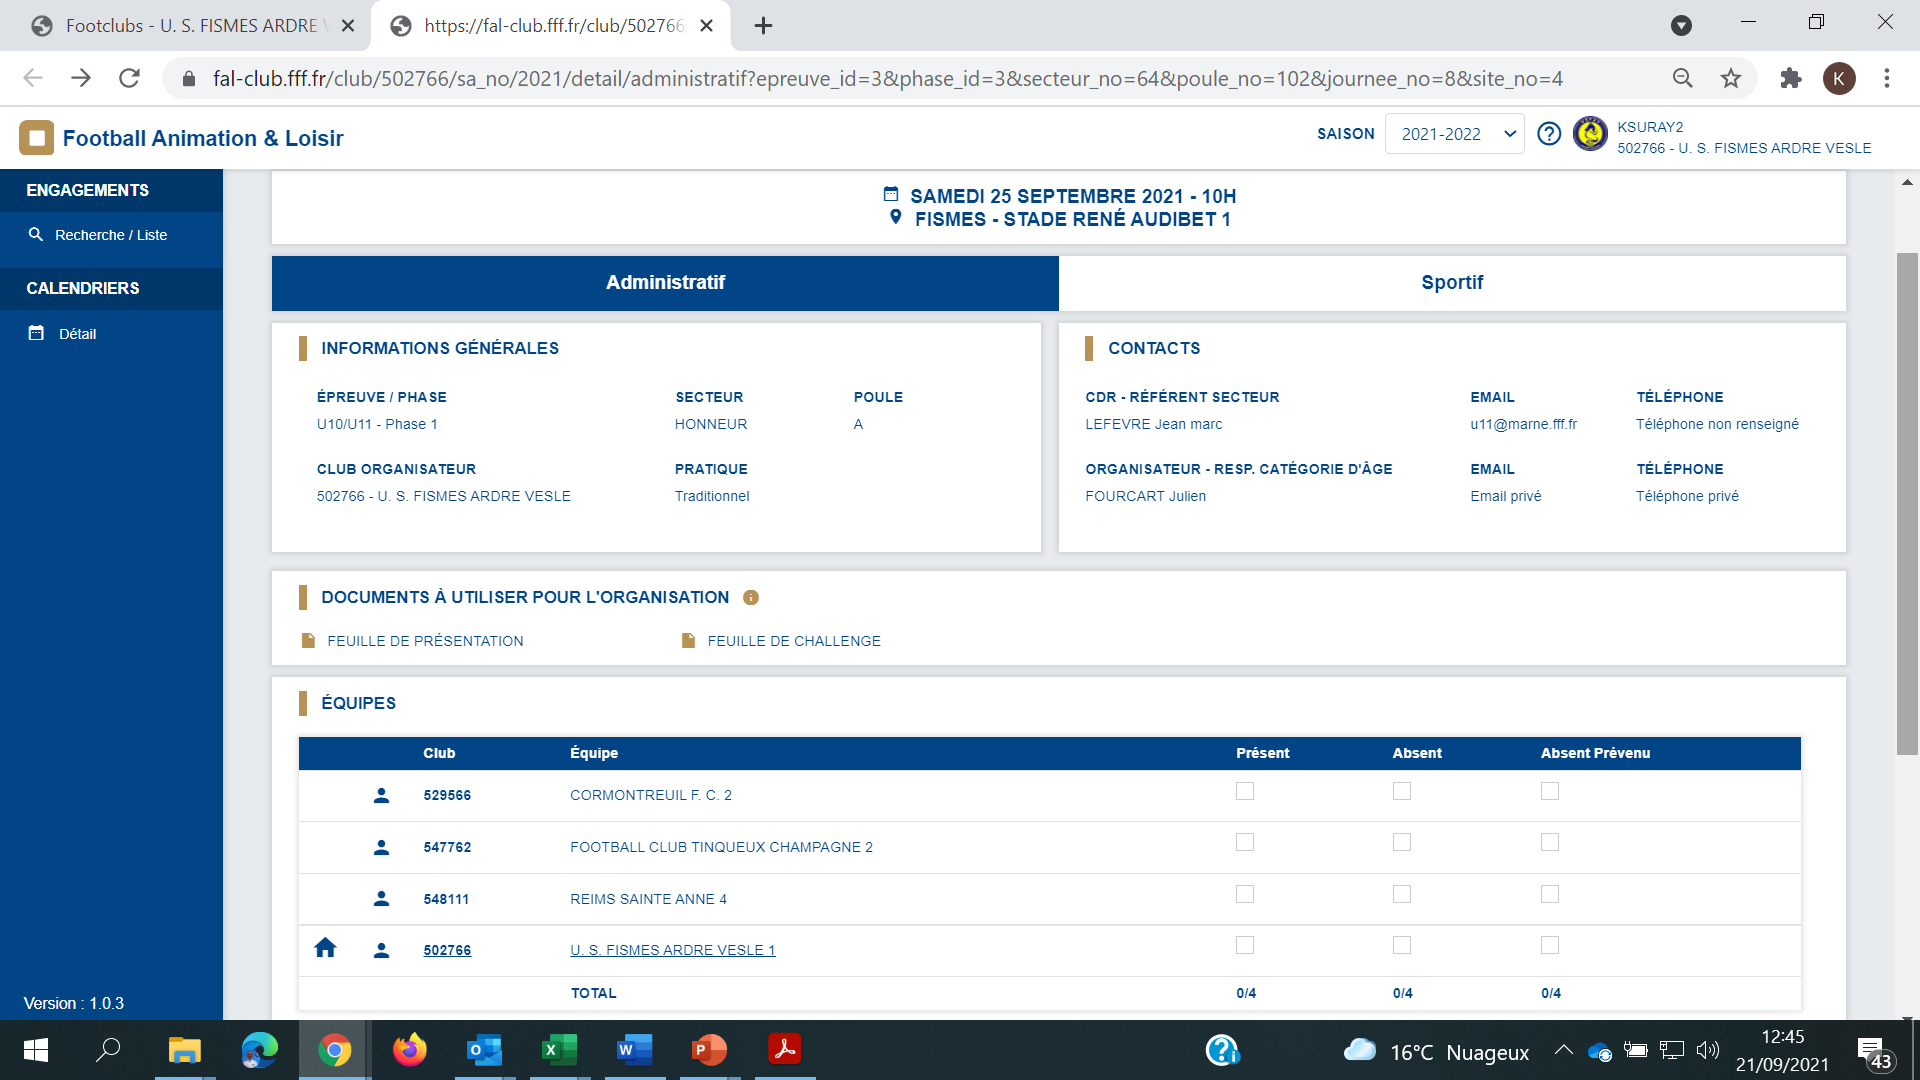 Footclubs - U. S. FISMES ARDRE V
https://fal-club.fff.fr/club/502766
fal-club.fff.fr/club/502766/sa_no/2021/detail/administratif?epreuve_id=3&phase_id=3&secteur_no=64&poule_no=102&journee_no=8&site_no=4
K
Football Animation & Loisir
SAISON
2021-2022
KSURAY2
502766 - U. S. FISMES ARDRE VESLE
ENGAGEMENTS
Recherche / Liste
CALENDRIERS
Détail
Version : 1.0.3
SAMEDI 25 SEPTEMBRE 2021 - 10H
FISMES - STADE RENÉ AUDIBET 1
Administratif
Sportif
INFORMATIONS GÉNÉRALES
ÉPREUVE / PHASE SECTEUR POULE
U10/U11 - Phase 1 HONNEUR A
CLUB ORGANISATEUR PRATIQUE
502766 - U. S. FISMES ARDRE VESLE Traditionnel
CONTACTS
CDR - RÉFÉRENT SECTEUR EMAIL TÉLÉPHONE
LEFEVRE Jean marc u11@marne.fff.fr Téléphone non renseigné
ORGANISATEUR - RESP. CATÉGORIE D'ÂGE EMAIL TÉLÉPHONE
FOURCART Julien Email privé Téléphone privé
DOCUMENTS À UTILISER POUR L'ORGANISATION
FEUILLE DE PRÉSENTATION FEUILLE DE CHALLENGE
ÉQUIPES
Club Équipe Présent Absent Absent Prévenu
529566 CORMONTREUIL F. C. 2
547762 FOOTBALL CLUB TINQUEUX CHAMPAGNE 2
548111 REIMS SAINTE ANNE 4
502766 U. S. FISMES ARDRE VESLE 1
TOTAL 0/4 0/4 0/4
16°C Nuageux
12:45
21/09/2021
43